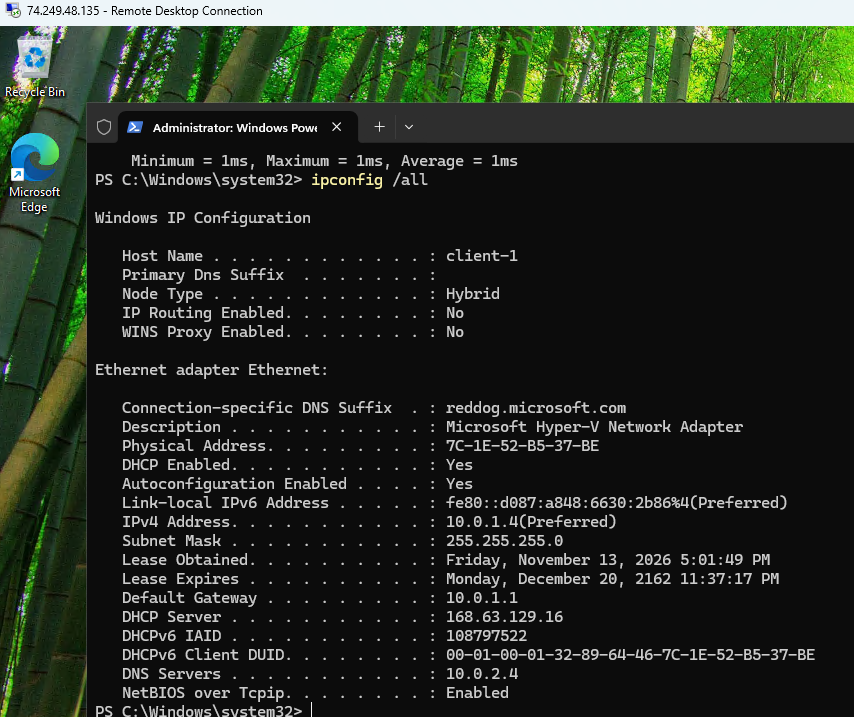 74.249.48.135 - Remote Desktop Connection
Recycle Bin
Microsoft
Edge
Administrator: Windows Powe
Minimum = 1ms, Maximum = 1ms, Average = 1ms
PS C:\Windows\system32> ipconfig /all
Windows IP Configuration
Host Name . . . . . . . . . . . . : client-1
Primary Dns Suffix  . . . . . . . :
Node Type . . . . . . . . . . . . : Hybrid
IP Routing Enabled. . . . . . . . : No
WINS Proxy Enabled. . . . . . . . : No
Ethernet adapter Ethernet:
Connection-specific DNS Suffix  . : reddog.microsoft.com
Description . . . . . . . . . . . : Microsoft Hyper-V Network Adapter
Physical Address. . . . . . . . . : 7C-1E-52-B5-37-BE
DHCP Enabled. . . . . . . . . . . : Yes
Autoconfiguration Enabled . . . . : Yes
Link-local IPv6 Address . . . . . : fe80::d087:a848:6630:2b86%4(Preferred)
IPv4 Address. . . . . . . . . . . : 10.0.1.4(Preferred)
Subnet Mask . . . . . . . . . . . : 255.255.255.0
Lease Obtained. . . . . . . . . . : Friday, November 13, 2026 5:01:49 PM
Lease Expires . . . . . . . . . . : Monday, December 20, 2162 11:37:17 PM
Default Gateway . . . . . . . . . : 10.0.1.1
DHCP Server . . . . . . . . . . . : 168.63.129.16
DHCPv6 IAID . . . . . . . . . . . : 108797522
DHCPv6 Client DUID. . . . . . . . : 00-01-00-01-32-89-64-46-7C-1E-52-B5-37-BE
DNS Servers . . . . . . . . . . . : 10.0.2.4
NetBIOS over Tcpip. . . . . . . . : Enabled
PS C:\Windows\system32>